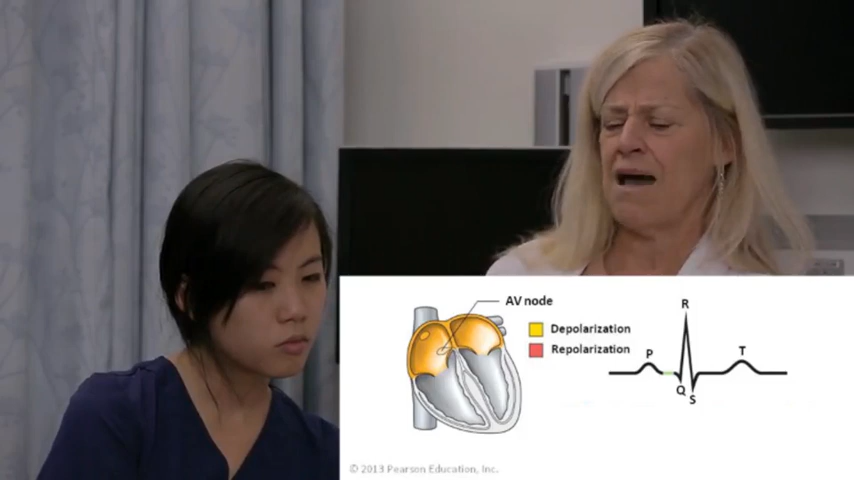 AV node
Depolarization
Repolarization
R
P
T
Q
S
© 2013 Pearson Education, Inc.